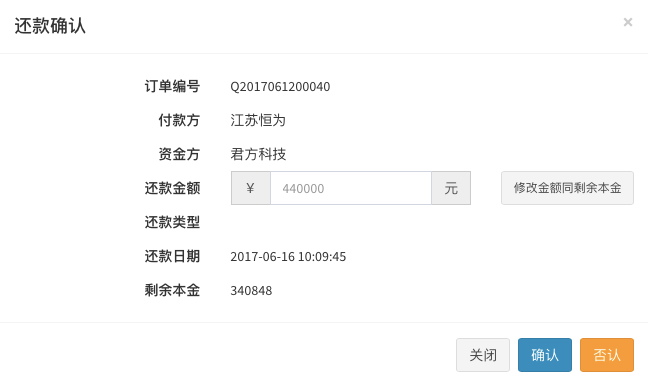 还款确认 ×
订单编号 Q2017061200040
付款方 江苏恒为
资金方 君方科技
还款金额 ¥ 440000 元 修改金额同剩余本金
还款类型
还款日期 2017-06-16 10:09:45
剩余本金 340848
关闭 确认 否认